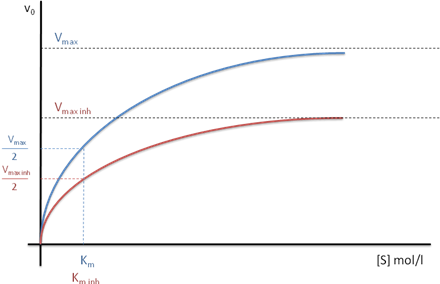 v₀
Vmax
Vmax inh
Vmax
2
Vmax inh
2
Km
[S] mol/l
Km inh